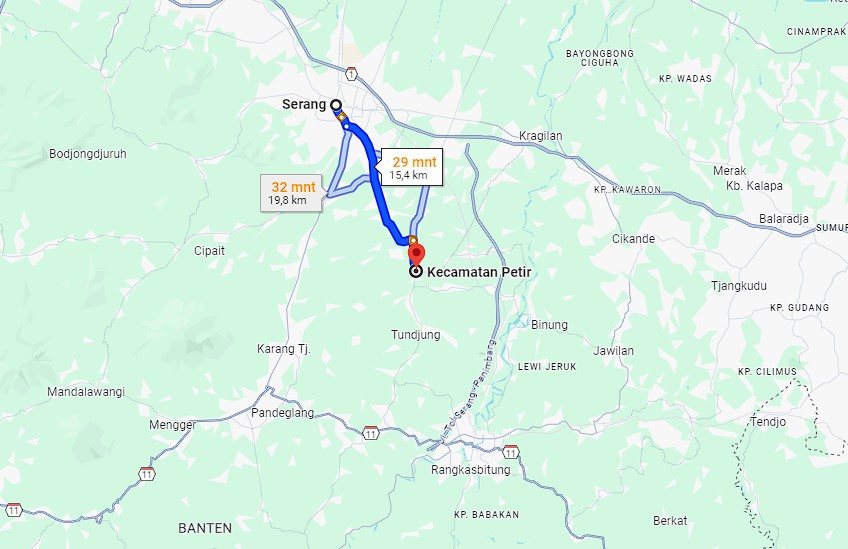 CINAMPRAK
BAYONGBONG
CIGUHA
KP. WADAS
1
Serang
Kragilan
Bodjongdjuruh
29 mnt
15,4 km
32 mnt
19,8 km
Merak
Kb. Kalapa
KP. KAWARON
Balaradja
SUMUR
Cikande
Cipait
Kecamatan Petir
Tjangkudu
KP. GUDANG
Binung
Tundjung
Karang Tj.
Jawilan
LEWI JERUK
KP. CILIMUS
Mandalawangi
Jl. Tol Serang - Panimbang
Pandeglang
Mengger
Tendjo
11
11
11
11
Rangkasbitung
KP. BABAKAN
Berkat
BANTEN